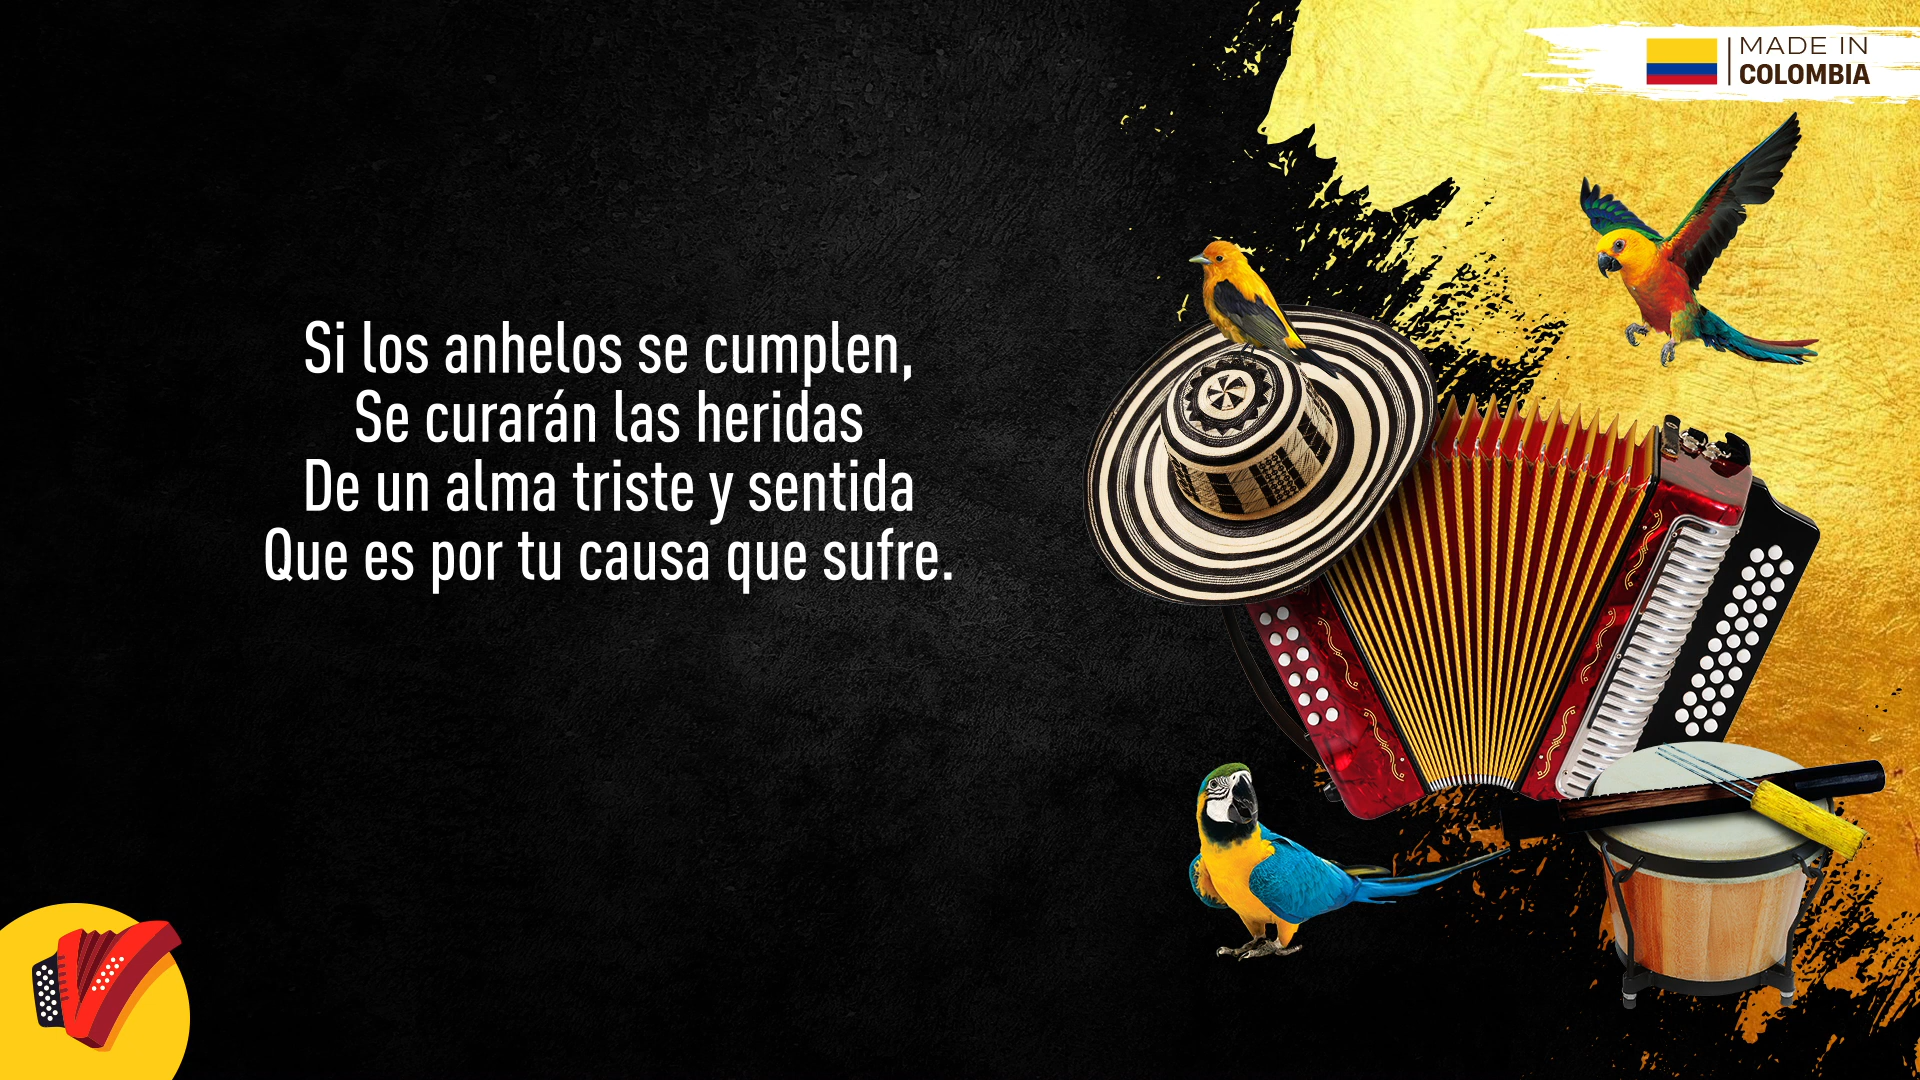 MADE IN
COLOMBIA
Si los anhelos se cumplen,
Se curarán las heridas
De un alma triste y sentida
Que es por tu causa que sufre.